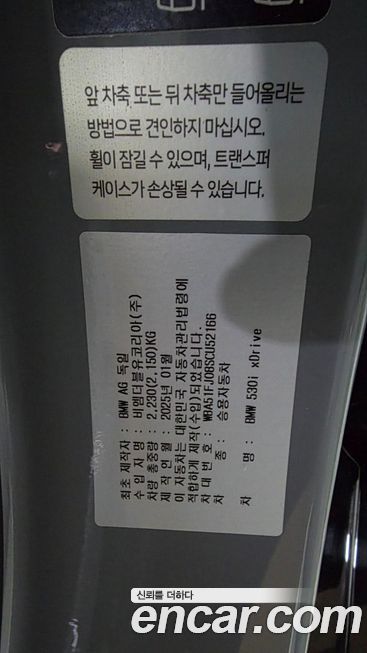 앞 차축, 또는 뒤 차축만 들어올리는
방법으로 견인하지 마십시오.
휠이 잠길 수 있으며, 트랜스퍼
케이스가 손상될 수 있습니다.
최초 제작자 : BMW AG 독일
수 입 자 명 : 비엠더블유코리아(주)
차량 총중량 : 2,230(2,150)KG
제 작 년 월 : 2025년 01월
이 자동차는 대한민국 자동차관리법령에
적합하게 제작(수입)되었습니다.
차 대 번 호 : WBA51FJ08SCU52166
차 종 : 승용자동차
차 명 : BMW 530i xDrive
신뢰를 더하다
encar.com